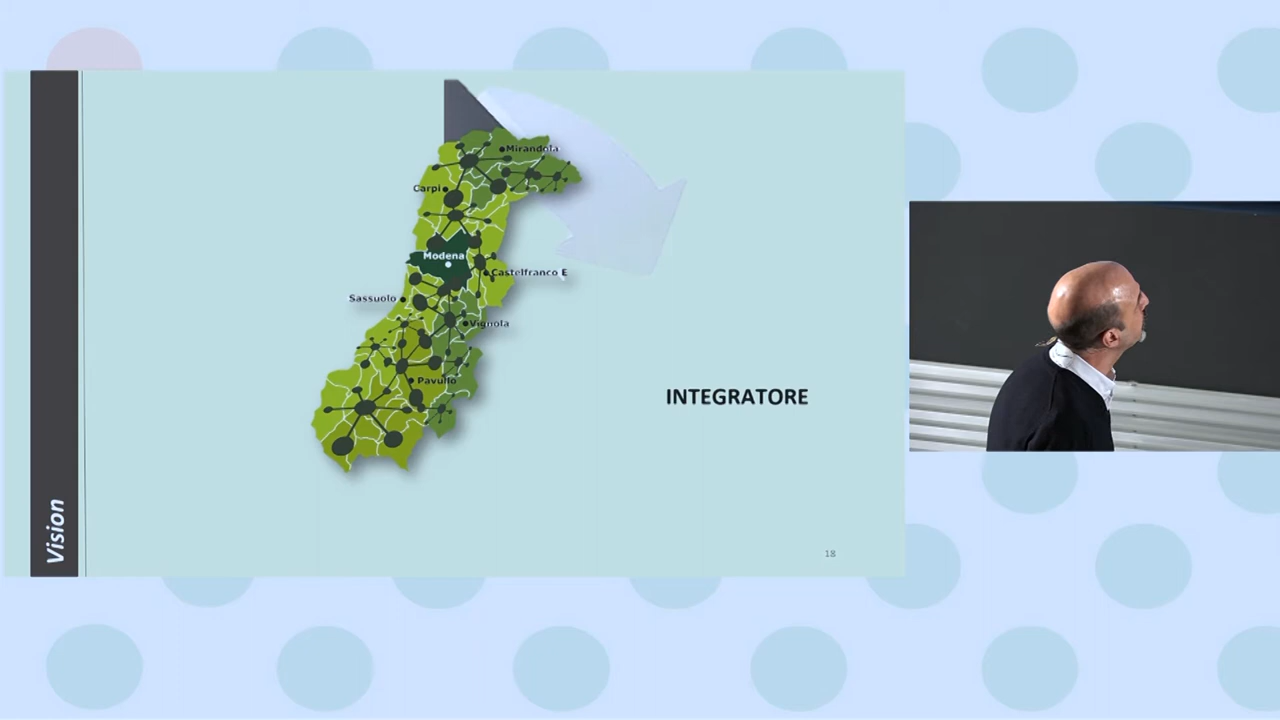 Vision
Mirandola
Carpi
Modena
Castelfranco E
Sassuolo
Vignola
Pavullo
INTEGRATORE
18